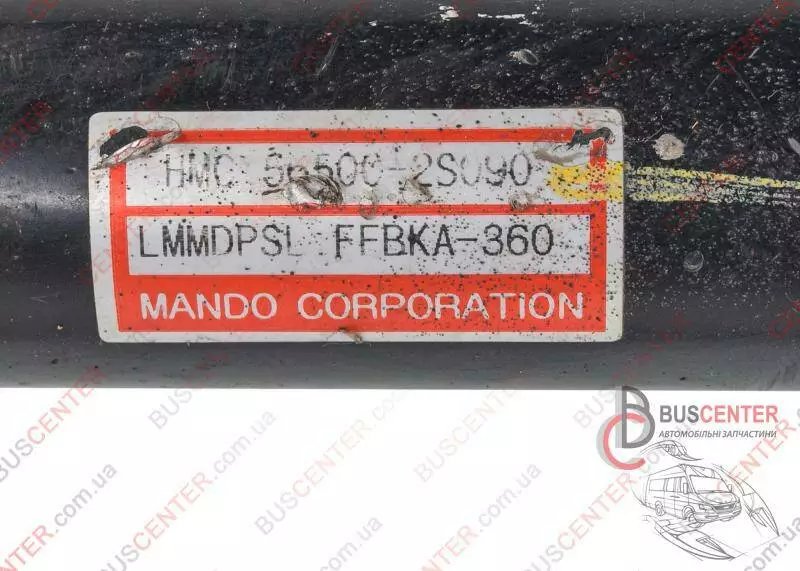 HMC 56500-2S090
LMMDPSL FFBKA-360
MANDO CORPORATION
BUSCENTER
АВТОМОБІЛЬНІ ЗАПЧАСТИНИ
BUSCENTER.com.ua